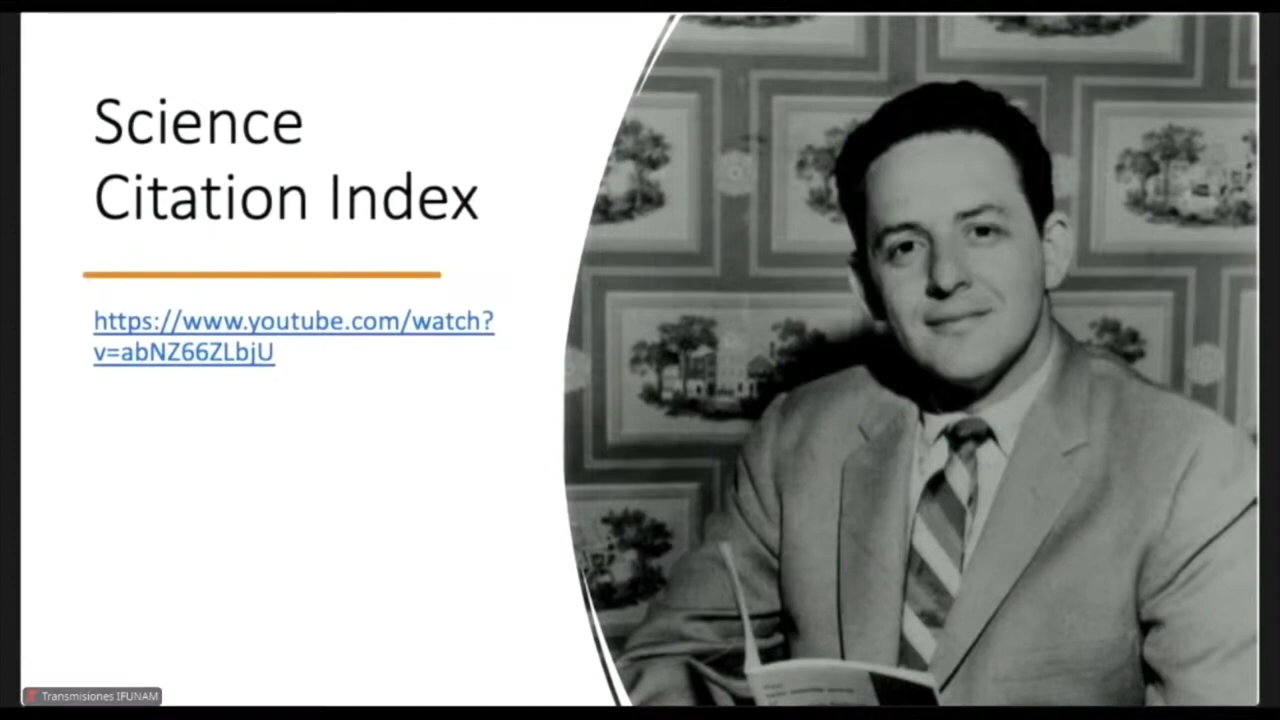 Science
Citation Index
https://www.youtube.com/watch?
v=abNZ66ZLbjU
Transmisiones IFUNAM